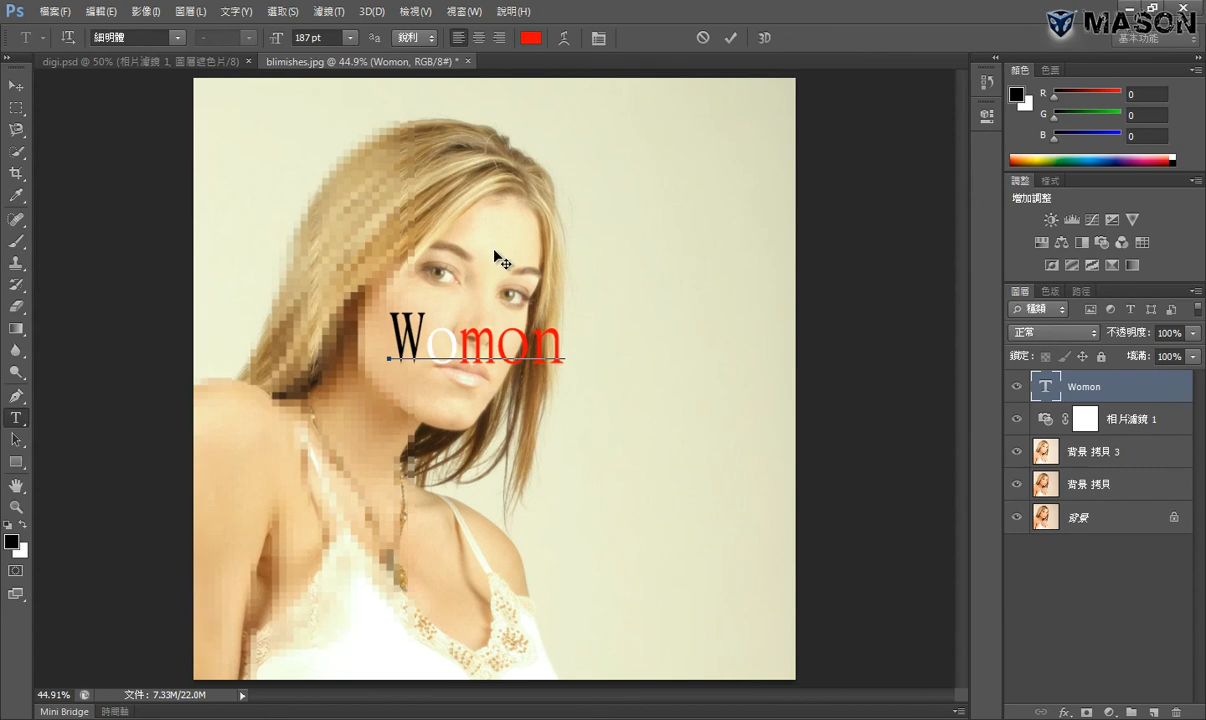 Ps 檔案(F) 編輯(E) 影像(I) 圖層(L) 文字(Y) 選取(S) 濾鏡(T) 3D(D) 檢視(V) 視窗(W) 說明(H)
MASON
T 細明體 - T 187 pt aa 銳利 3D 基本功能
digi.psd @ 50% (相片濾鏡 1, 圖層遮色片/8) × blimishes.jpg @ 44.9% (Womon, RGB/8#) * ×
顏色 色票
R 0
G 0
B 0
調整 樣式
增加調整
圖層 色版 路徑
種類 T
正常 不透明度: 100%
鎖定: 填滿: 100%
T Womon
相片濾鏡 1
背景 拷貝 3
背景 拷貝
背景
Womon
44.91% 文件: 7.33M/22.0M
Mini Bridge 時間軸
fx